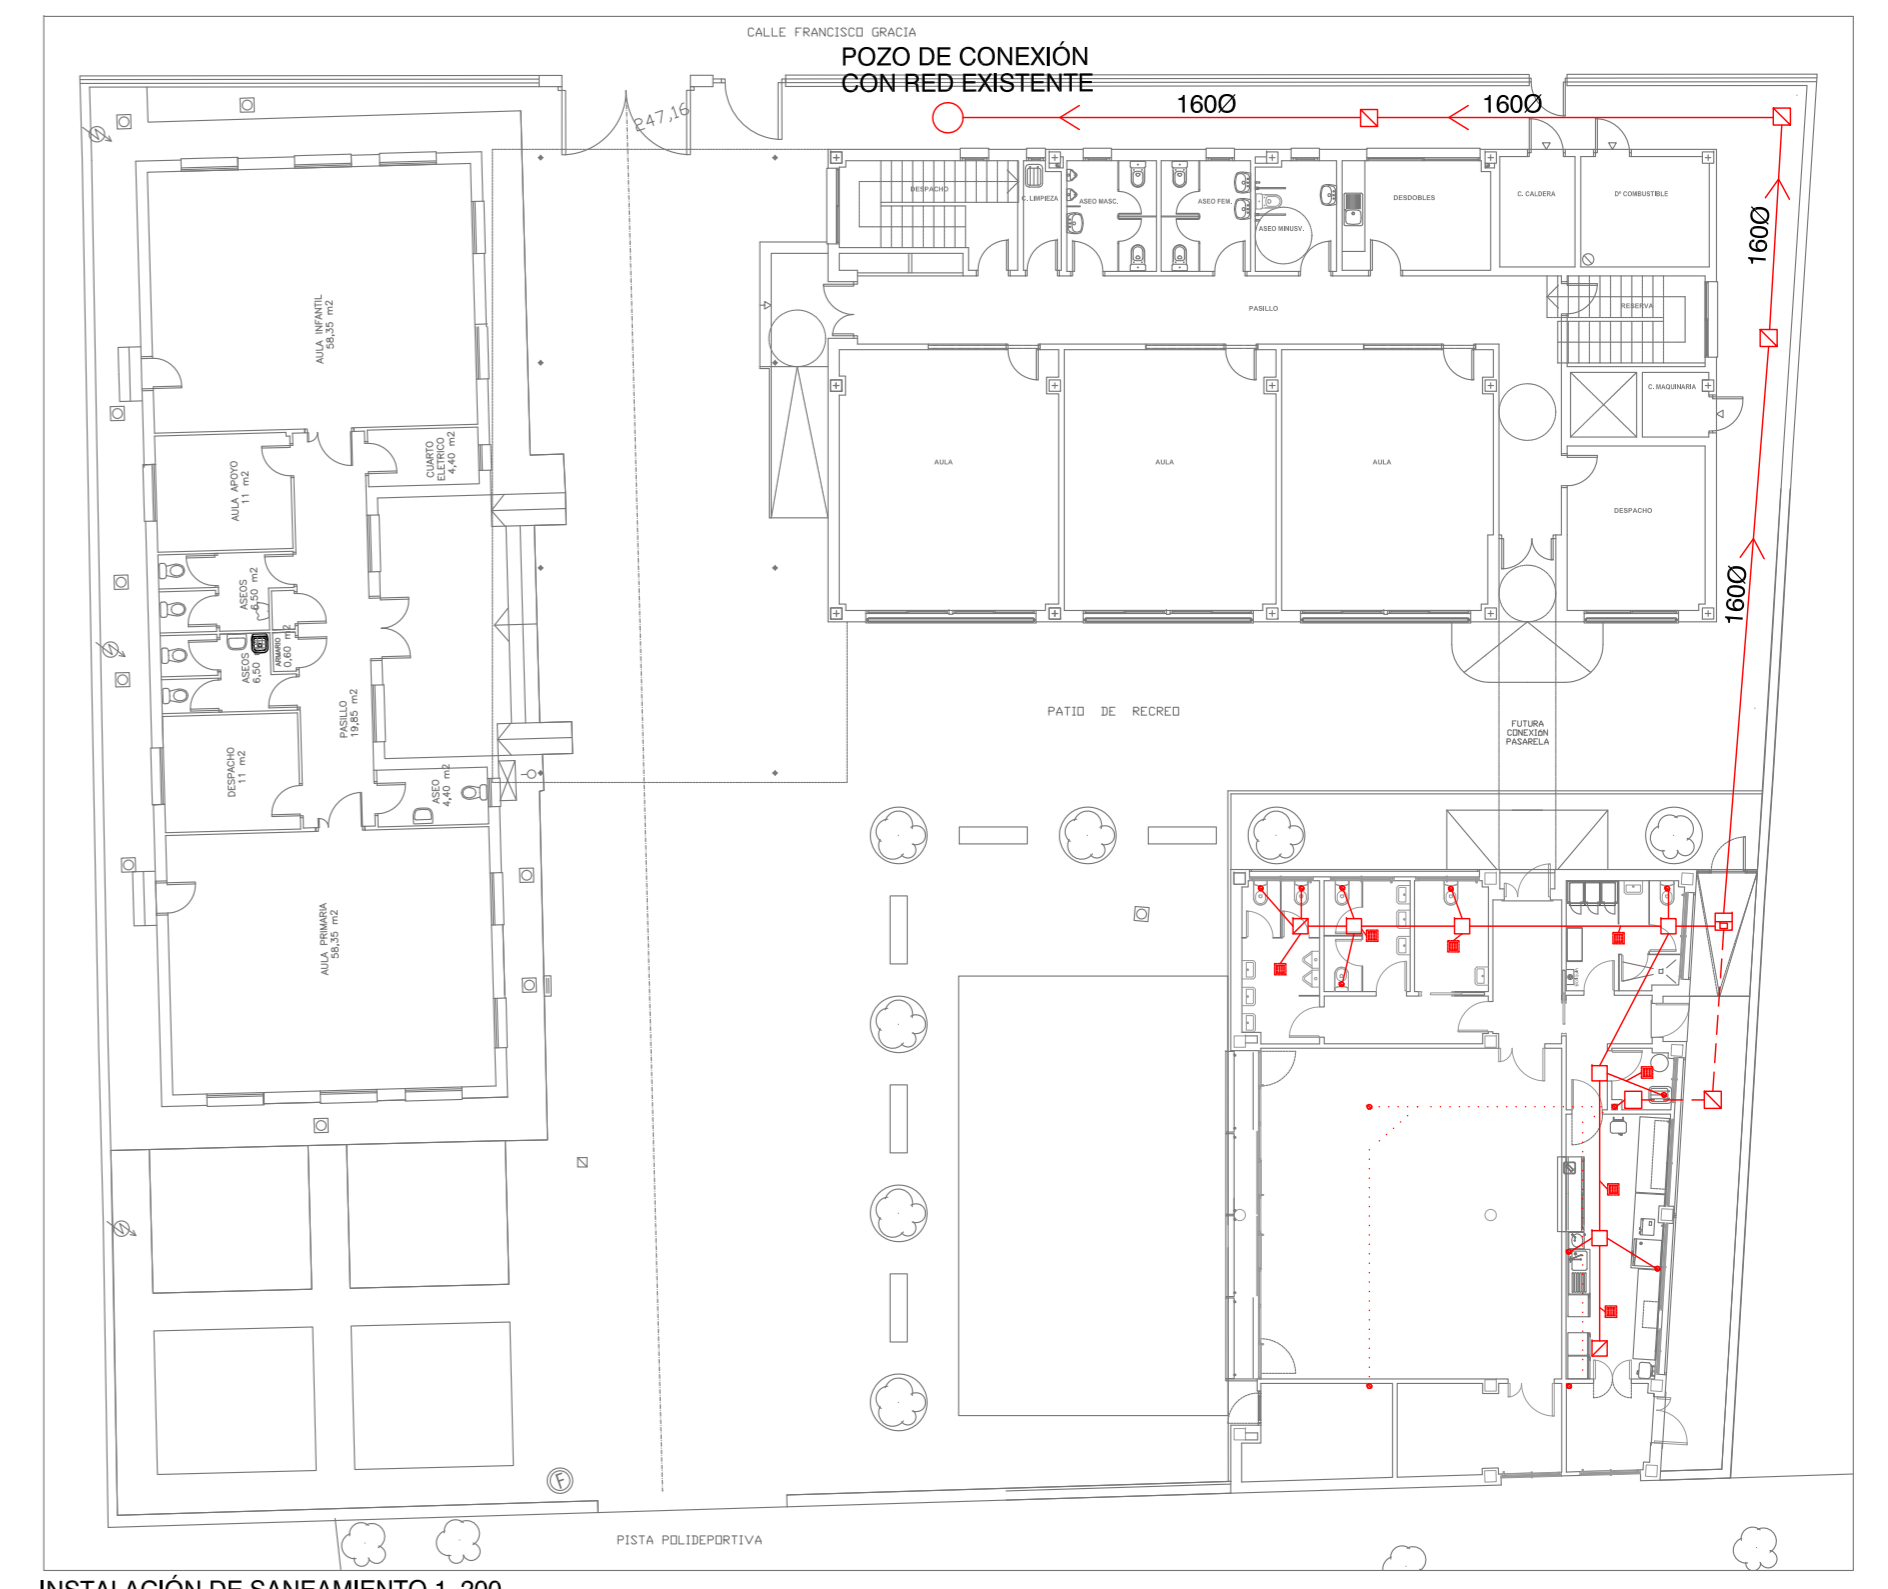 CALLE FRANCISCO GRACIA
POZO DE CONEXIÓN
CON RED EXISTENTE
247,16
160Ø
160Ø
160Ø
160Ø
DESPACHO
C. LIMPIEZA
ASEO MASC.
ASEO FEM.
ASEO MINUSV.
DESDOBLES
C. CALDERA
Dº COMBUSTIBLE
PASILLO
RESERVA
C. MAQUINARIA
AULA
AULA
AULA
DESPACHO
AULA INFANTIL
58,35 m2
CUARTO
ELETRICO
4,40 m2
AULA APOYO
11 m2
ASEOS
6,50 m2
ARMARIO
0,60 m2
ASEOS
6,50
PASILLO
19,85 m2
DESPACHO
11 m2
ASEO
4,40 m2
AULA PRIMARIA
58,35 m2
PATIO DE RECREO
FUTURA
CONEXIÓN
PASARELA
F
PISTA POLIDEPORTIVA
INSTALACIÓN DE SANEAMIENTO 1_200